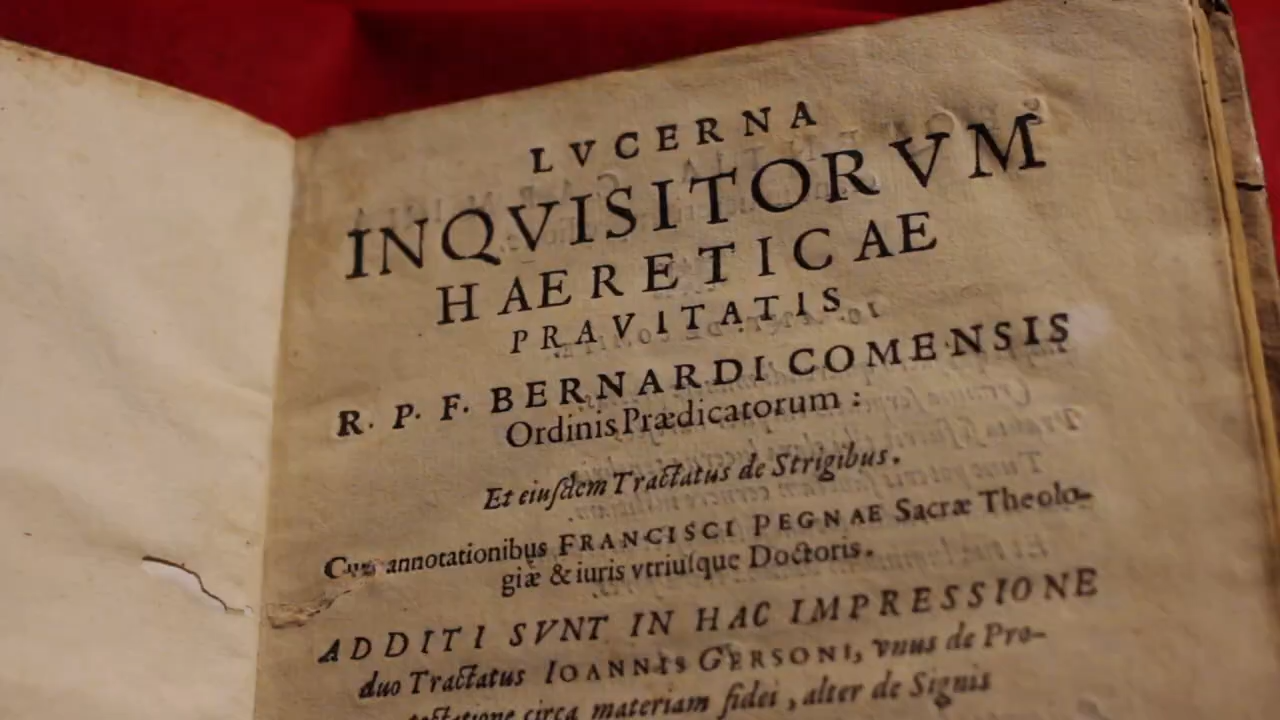 LVCERNA
INQVISITORVM
HAERETICAE
PRAVITATIS
R. P. F. BERNARDI COMENSIS
Ordinis Prædicatorum :
Et eiuſdem Tractatus de Strigibus.
Cum annotationibus FRANCISCI PEGNAE Sacræ Theolo-
giæ & iuris vtriuſque Doctoris.
ADDITI SVNT IN HAC IMPRESSIONE
duo Tractatus IOANNIS GERSONI, vnus de Pro-
teſtatione circa materiam fidei, alter de Signis